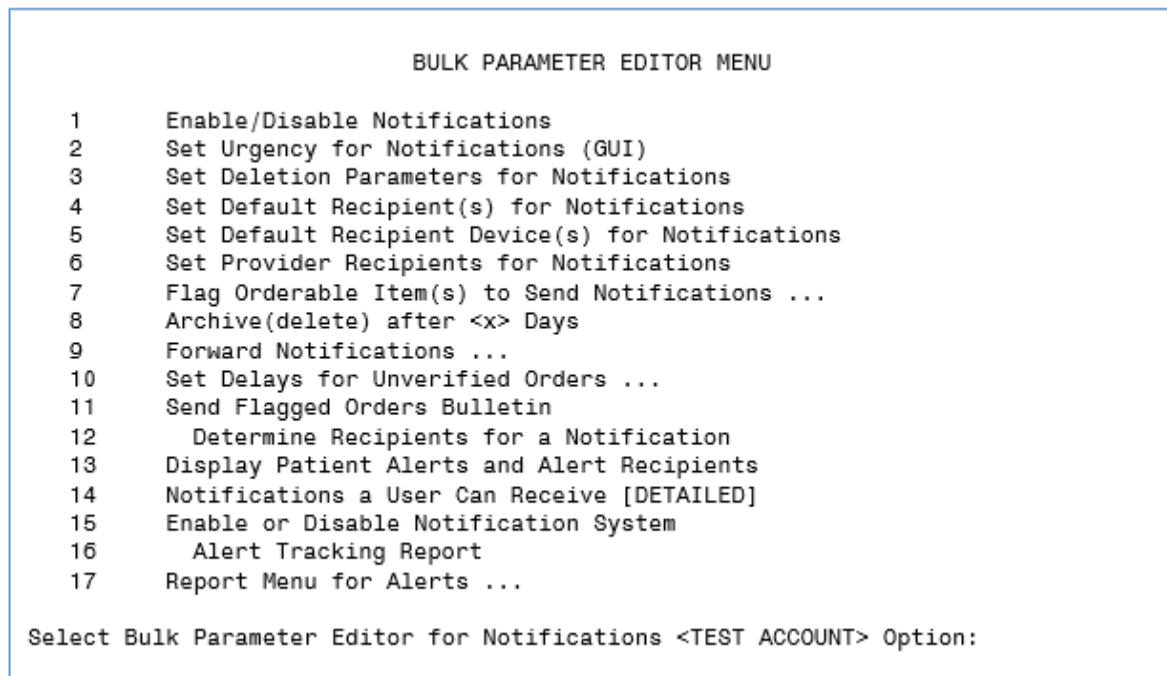 BULK PARAMETER EDITOR MENU
1 Enable/Disable Notifications
2 Set Urgency for Notifications (GUI)
3 Set Deletion Parameters for Notifications
4 Set Default Recipient(s) for Notifications
5 Set Default Recipient Device(s) for Notifications
6 Set Provider Recipients for Notifications
7 Flag Orderable Item(s) to Send Notifications ...
8 Archive(delete) after <x> Days
9 Forward Notifications ...
10 Set Delays for Unverified Orders ...
11 Send Flagged Orders Bulletin
12 Determine Recipients for a Notification
13 Display Patient Alerts and Alert Recipients
14 Notifications a User Can Receive [DETAILED]
15 Enable or Disable Notification System
16 Alert Tracking Report
17 Report Menu for Alerts ...
Select Bulk Parameter Editor for Notifications <TEST ACCOUNT> Option: